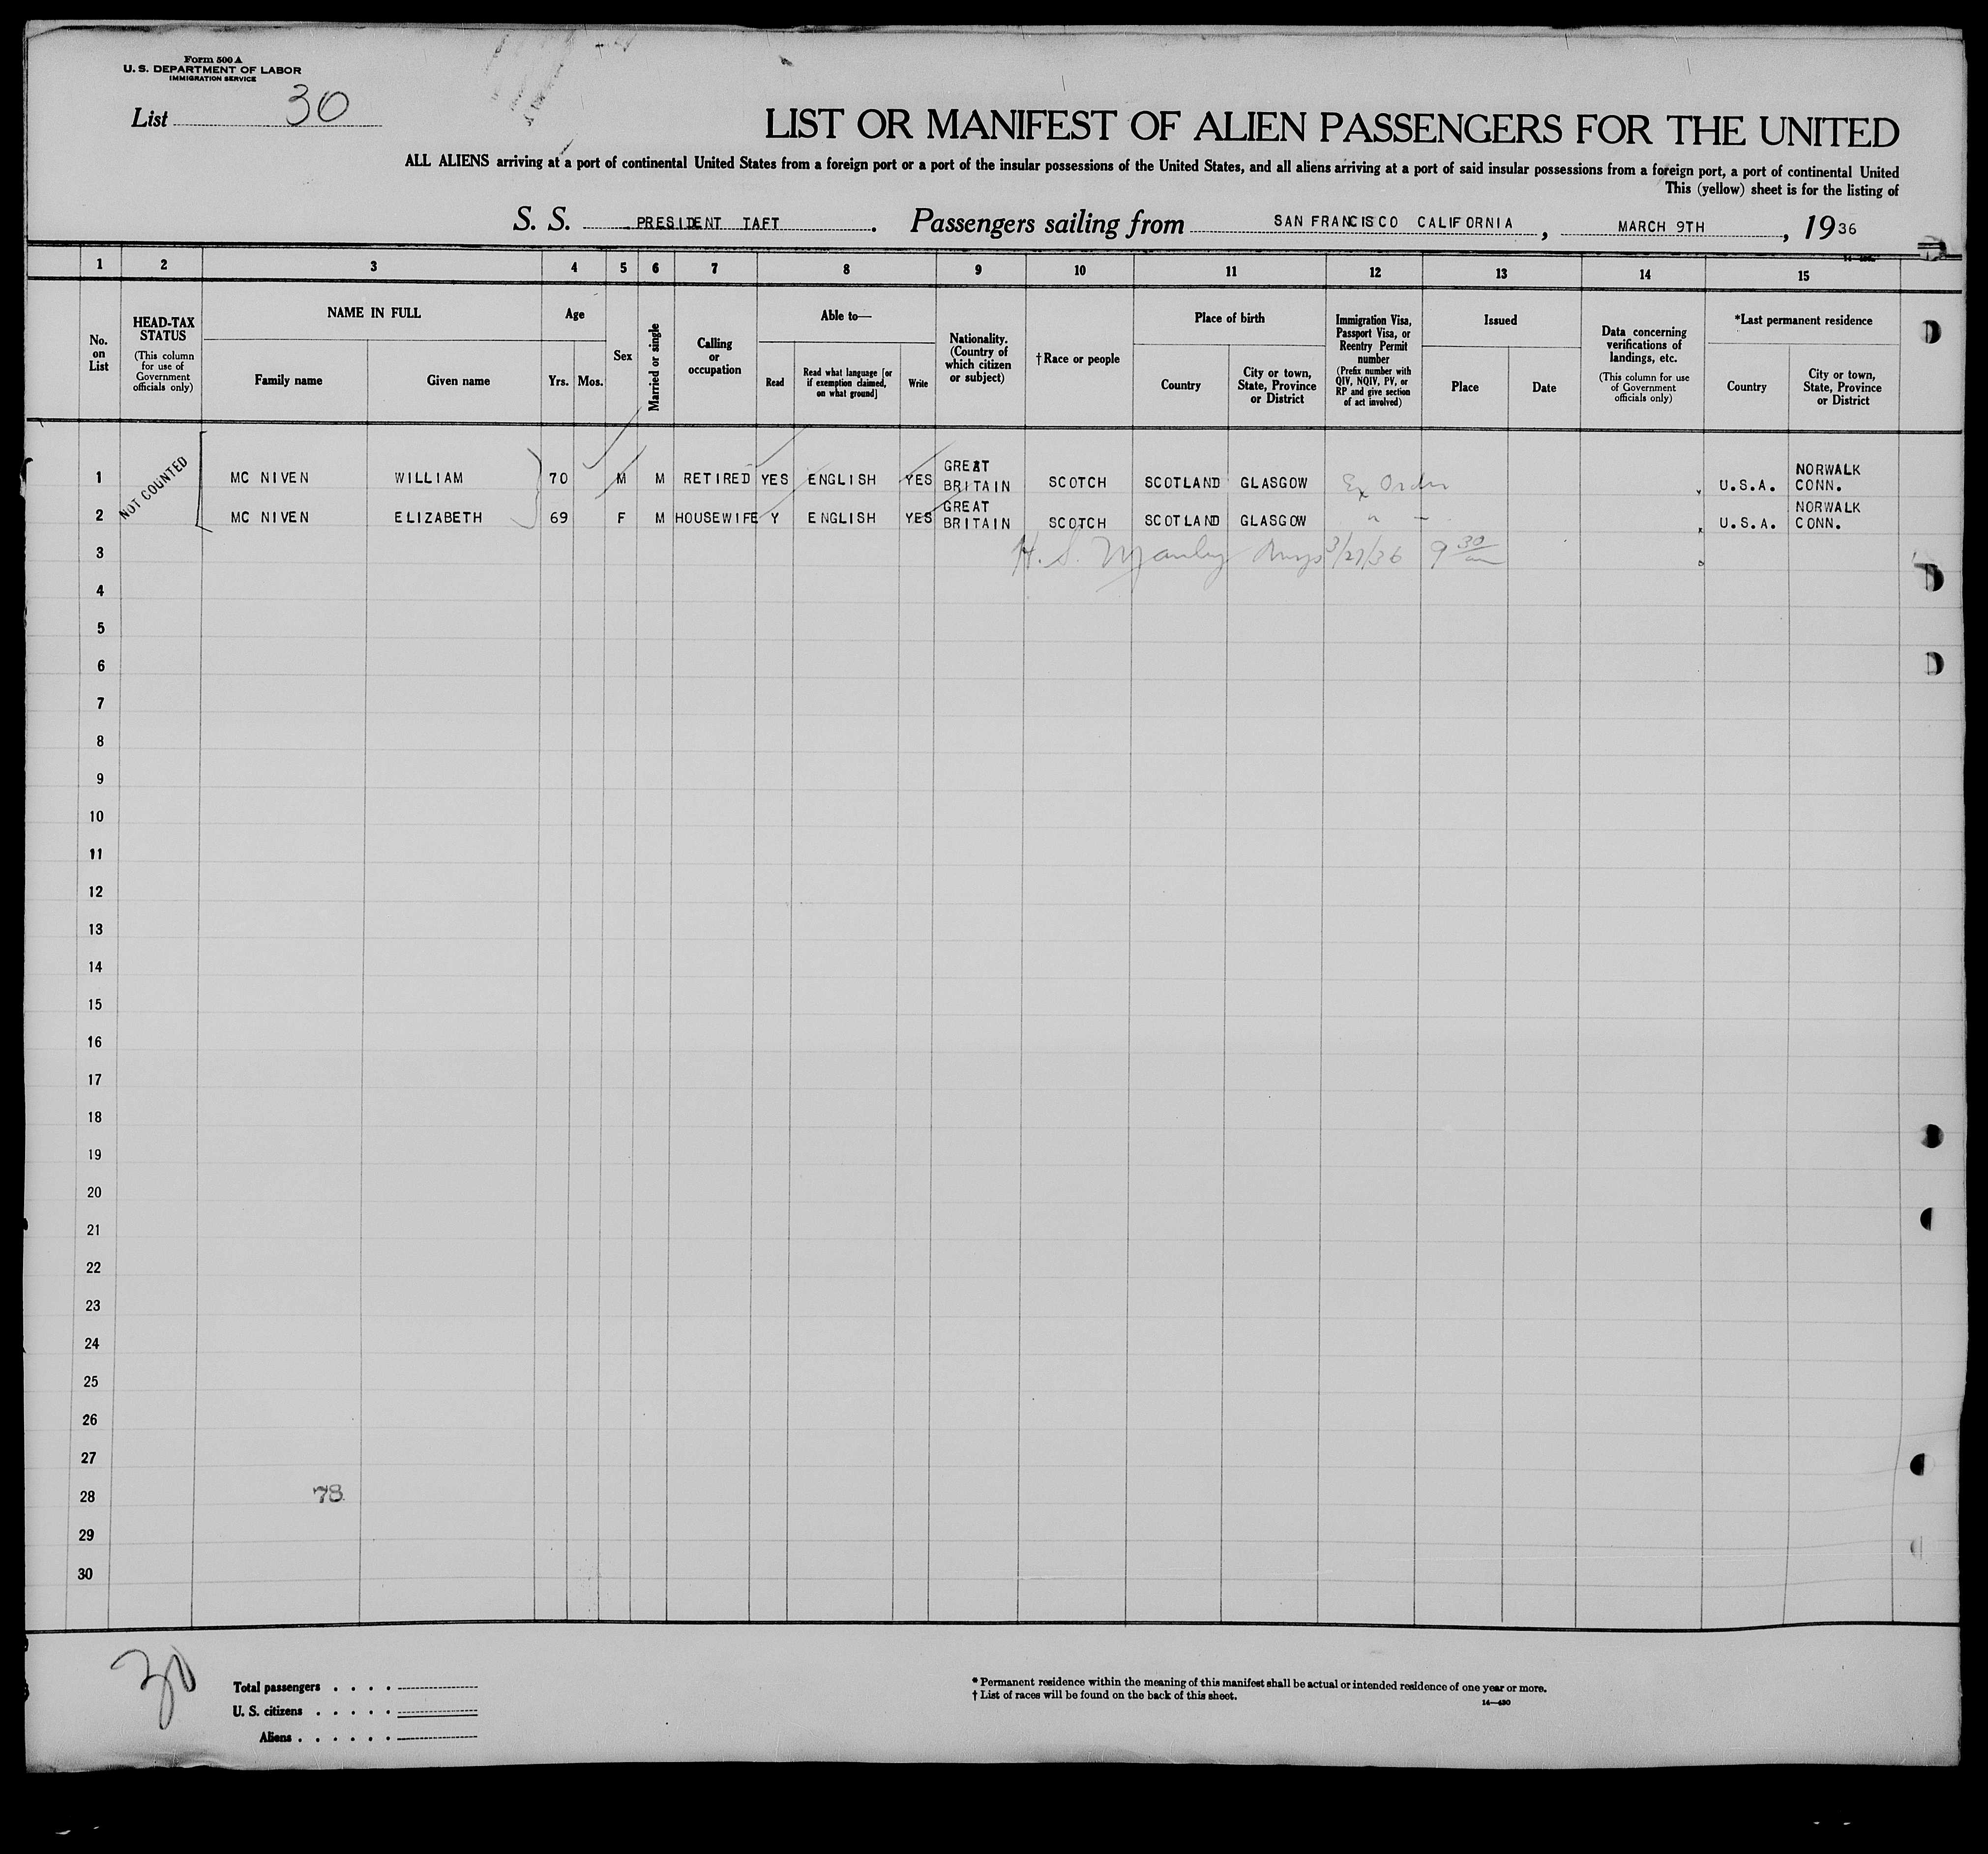 Form 500 A
U. S. DEPARTMENT OF LABOR
IMMIGRATION SERVICE
List 30
LIST OR MANIFEST OF ALIEN PASSENGERS FOR THE UNITED
ALL ALIENS arriving at a port of continental United States from a foreign port or a port of the insular possessions of the United States, and all aliens arriving at a port of said insular possessions from a foreign port, a port of continental United
This (yellow) sheet is for the listing of
S. S. PRESIDENT TAFT. Passengers sailing from SAN FRANCISCO CALIFORNIA, MARCH 9TH, 1936
1 2 3 4 5 6 7 8 9 10 11 12 13 14 15
No. on List
HEAD-TAX STATUS (This column for use of Government officials only)
NAME IN FULL
Family name
Given name
Age
Yrs. Mos.
Sex
Married or single
Calling or occupation
Able to—
Read
Read what language [or if exemption claimed, on what ground]
Write
Nationality. (Country of which citizen or subject)
†Race or people
Place of birth
Country
City or town, State, Province or District
Immigration Visa, Passport Visa, or Reentry Permit number (Prefix number with QIV, NQIV, PV, or RP and give section of act involved)
Issued
Place
Date
Data concerning verifications of landings, etc. (This column for use of Government officials only)
*Last permanent residence
Country
City or town, State, Province or District
NOT COUNTED
1 MC NIVEN WILLIAM 70 M M RETIRED YES ENGLISH YES GREAT BRITAIN SCOTCH SCOTLAND GLASGOW Ex Order U.S.A. NORWALK CONN.
2 MC NIVEN ELIZABETH 69 F M HOUSEWIFE Y ENGLISH YES GREAT BRITAIN SCOTCH SCOTLAND GLASGOW " — U.S.A. NORWALK CONN.
3 H. S. Manley 3/27/36 9 30 am
4
5
6
7
8
9
10
11
12
13
14
15
16
17
18
19
20
21
22
23
24
25
26
27
28 78
29
30
30
Total passengers
U. S. citizens
Aliens
* Permanent residence within the meaning of this manifest shall be actual or intended residence of one year or more.
† List of races will be found on the back of this sheet.
14—430